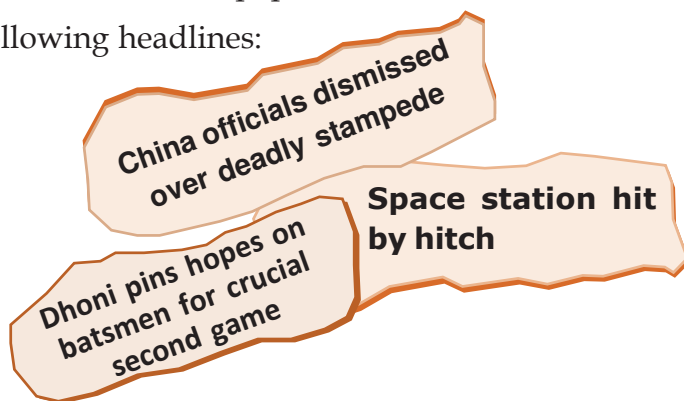 llowing headlines:
China officials dismissed
over deadly stampede
Space station hit
by hitch
Dhoni pins hopes on
batsmen for crucial
second game